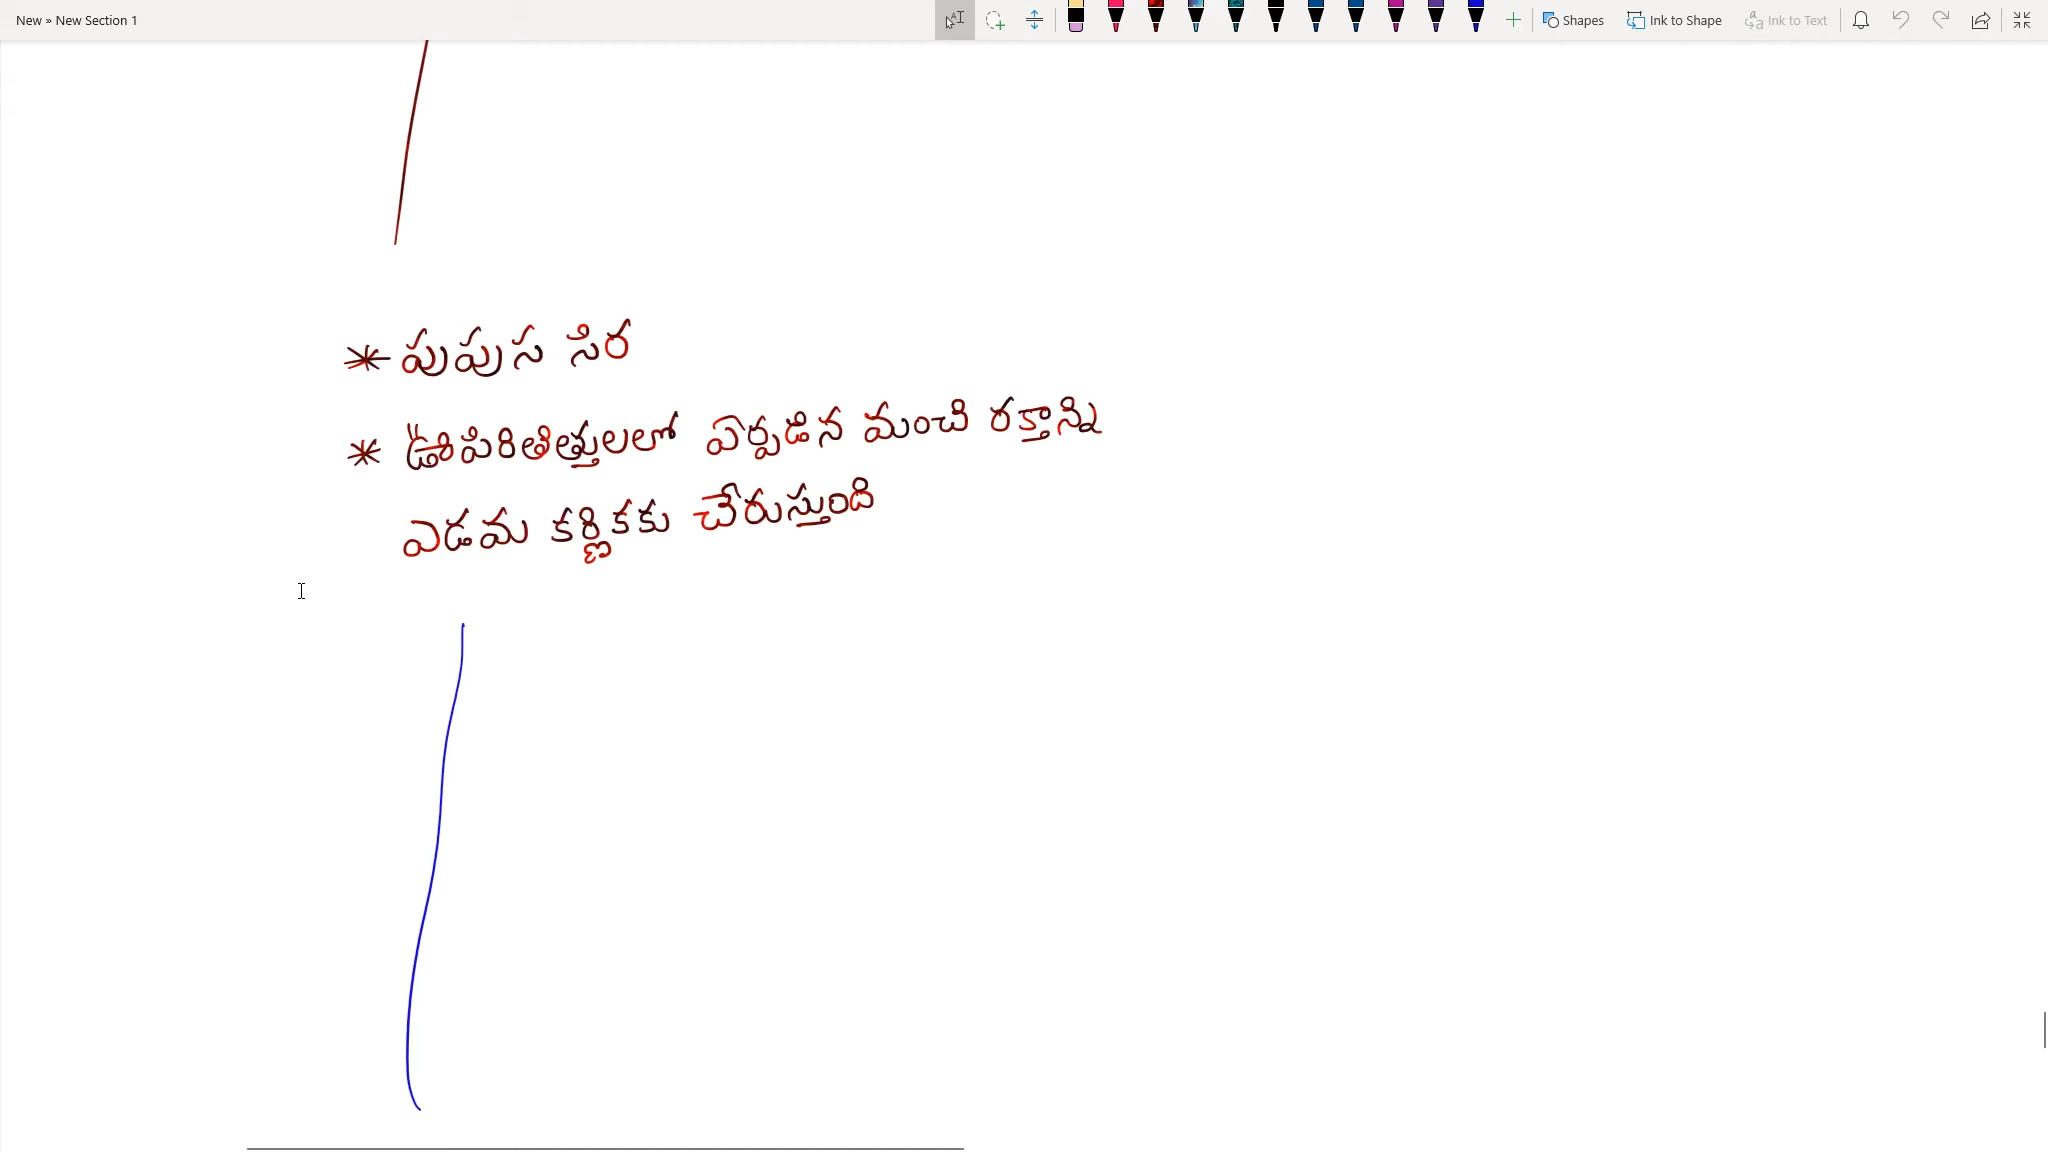 New » New Section 1
Shapes
Ink to Shape
Ink to Text
* పుపుస సిర
* ఊపిరితిత్తులలో ఏర్పడిన మంచి రక్తాన్ని
ఎడమ కర్ణికకు చేరుస్తుంది